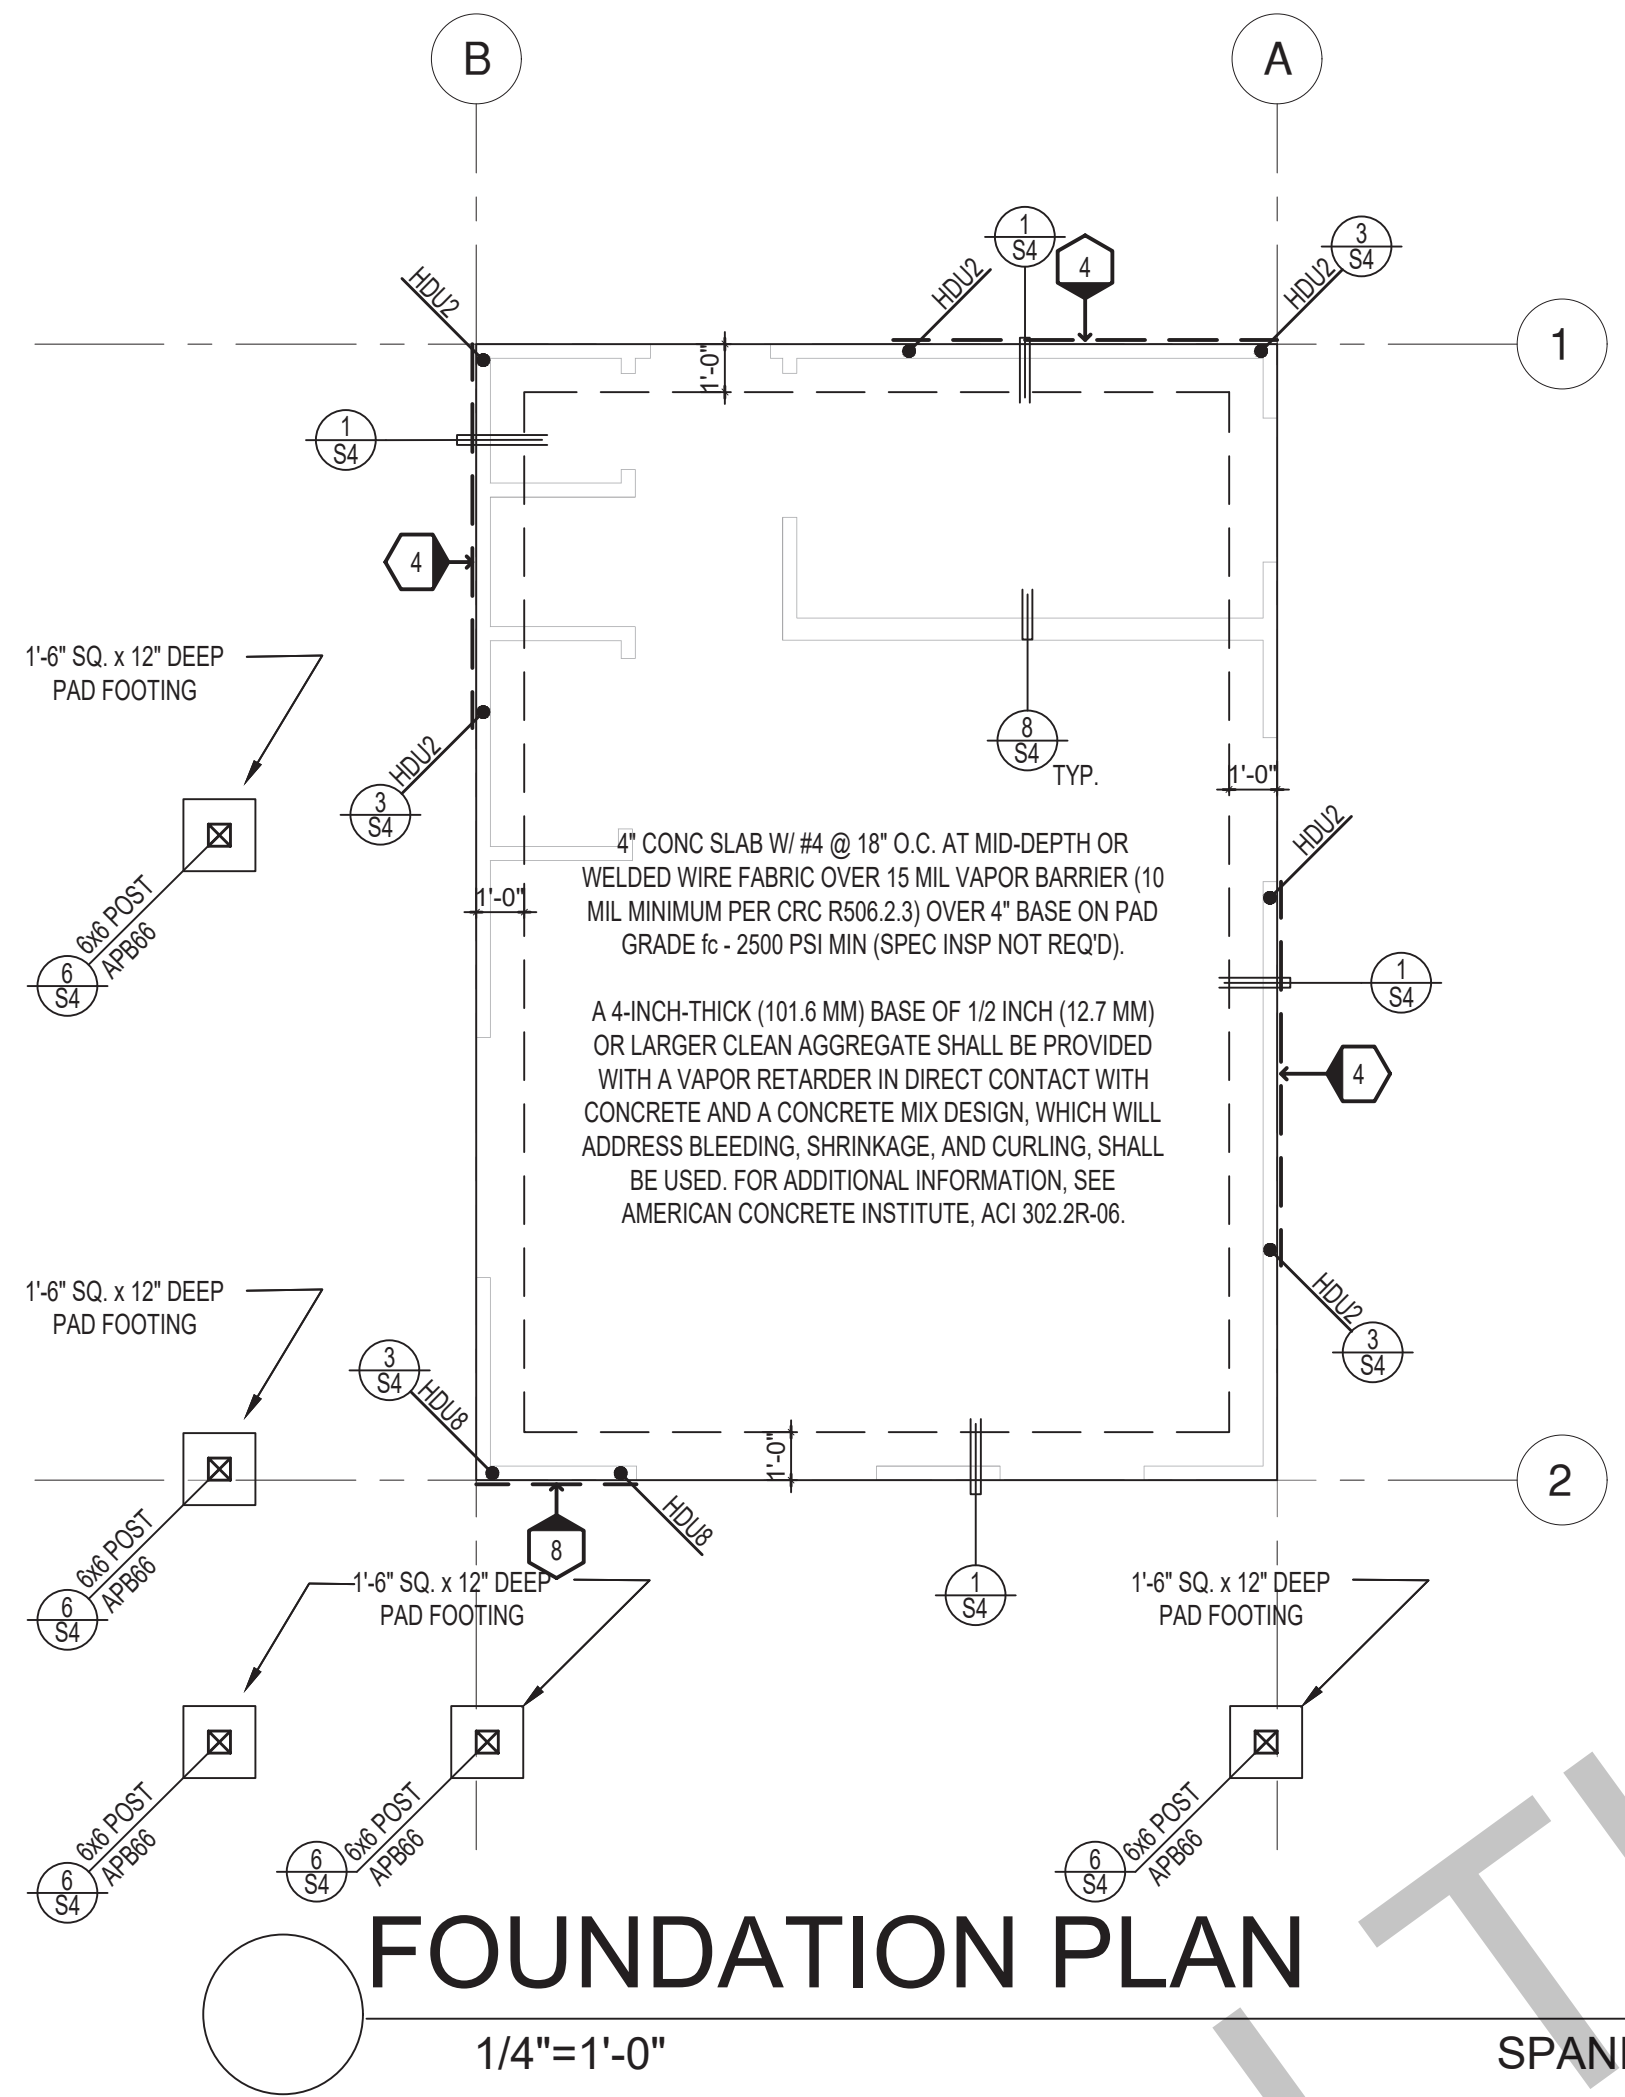 B
A
1
S4
4
3
S4
HDU2
HDU2
HDU2
1
1'-0"
1
S4
4
1'-6" SQ. x 12" DEEP
PAD FOOTING
8
S4
TYP.
HDU2
3
S4
1'-0"
HDU2
4" CONC SLAB W/ #4 @ 18" O.C. AT MID-DEPTH OR
WELDED WIRE FABRIC OVER 15 MIL VAPOR BARRIER (10
MIL MINIMUM PER CRC R506.2.3) OVER 4" BASE ON PAD
GRADE fc - 2500 PSI MIN (SPEC INSP NOT REQ'D).
1'-0"
6x6 POST
APB66
6
S4
1
S4
A 4-INCH-THICK (101.6 MM) BASE OF 1/2 INCH (12.7 MM)
OR LARGER CLEAN AGGREGATE SHALL BE PROVIDED
WITH A VAPOR RETARDER IN DIRECT CONTACT WITH
CONCRETE AND A CONCRETE MIX DESIGN, WHICH WILL
ADDRESS BLEEDING, SHRINKAGE, AND CURLING, SHALL
BE USED. FOR ADDITIONAL INFORMATION, SEE
AMERICAN CONCRETE INSTITUTE, ACI 302.2R-06.
4
1'-6" SQ. x 12" DEEP
PAD FOOTING
HDU2
3
S4
3
S4
HDU8
1'-0"
2
HDU8
8
6x6 POST
APB66
6
S4
1
S4
1'-6" SQ. x 12" DEEP
PAD FOOTING
1'-6" SQ. x 12" DEEP
PAD FOOTING
6x6 POST
APB66
6
S4
6x6 POST
APB66
6
S4
6x6 POST
APB66
6
S4
FOUNDATION PLAN
1/4"=1'-0"